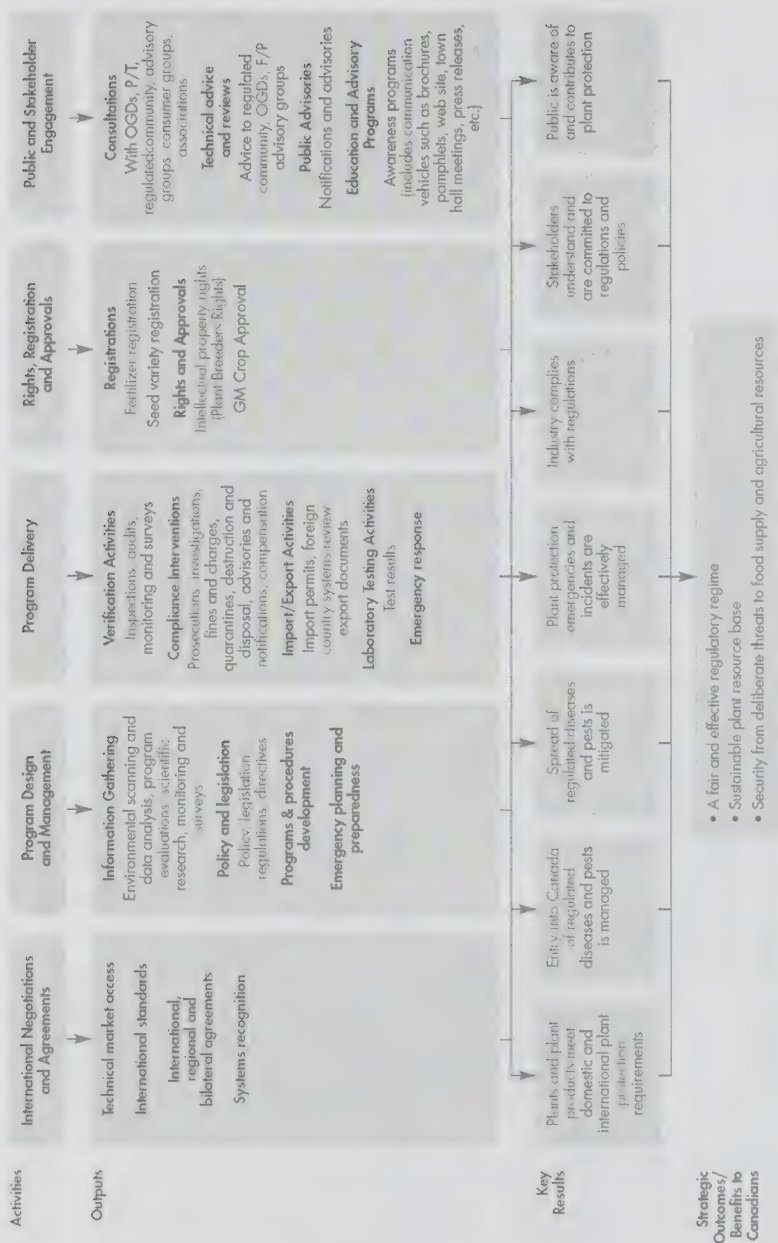 Activities
International Negotiations
and Agreements
Program Design
and Management
Program Delivery
Rights, Registration
and Approvals
Public and Stakeholder
Engagement
Outputs
Technical market access
International standards
International,
regional and
bilateral agreements
Systems recognition
Information Gathering
Environmental scanning and
data analysis, program
evaluations scientific
research, monitoring and
surveys
Policy and legislation
Policy, legislation
regulations, directives
Programs & procedures
development
Emergency planning and
preparedness
Verification Activities
Inspections, audits,
monitoring and surveys
Compliance Interventions
Prosecutions, investigations,
fines and charges,
quarantines, destruction and
disposal, advisories and
notifications, compensation
Import/Export Activities
Import permits, foreign
country systems review
export documents
Laboratory Testing Activities
Test results
Emergency response
Registrations
Fertilizer registration
Seed variety registration
Rights and Approvals
Intellectual property rights
(Plant Breeders Rights)
GM Crop Approval
Consultations
With OGDs, P/T,
regulatedcommunity, advisory
groups, consumer groups,
associations
Technical advice
and reviews
Advice to regulated
community, OGDs, F/P
advisory groups
Public Advisories
Notifications and advisories
Education and Advisory
Programs
Awareness programs
(includes communication
vehicles such as brochures,
pamphlets, web site, town
hall meetings, press releases,
etc.)
Key
Results
Plants and plant
products meet
domestic and
international plant
protection
requirements
Entry into Canada
of regulated
diseases and pests
is managed
Spread of
regulated diseases
and pests is
mitigated
Plant protection
emergencies and
incidents are
effectively
managed
Industry complies
with regulations
Stakeholders
understand and
are committed to
regulations and
policies
Public is aware of
and contributes to
plant protection
Strategic
Outcomes/
Benefits to
Canadians
• A fair and effective regulatory regime
• Sustainable plant resource base
• Security from deliberate threats to food supply and agricultural resources